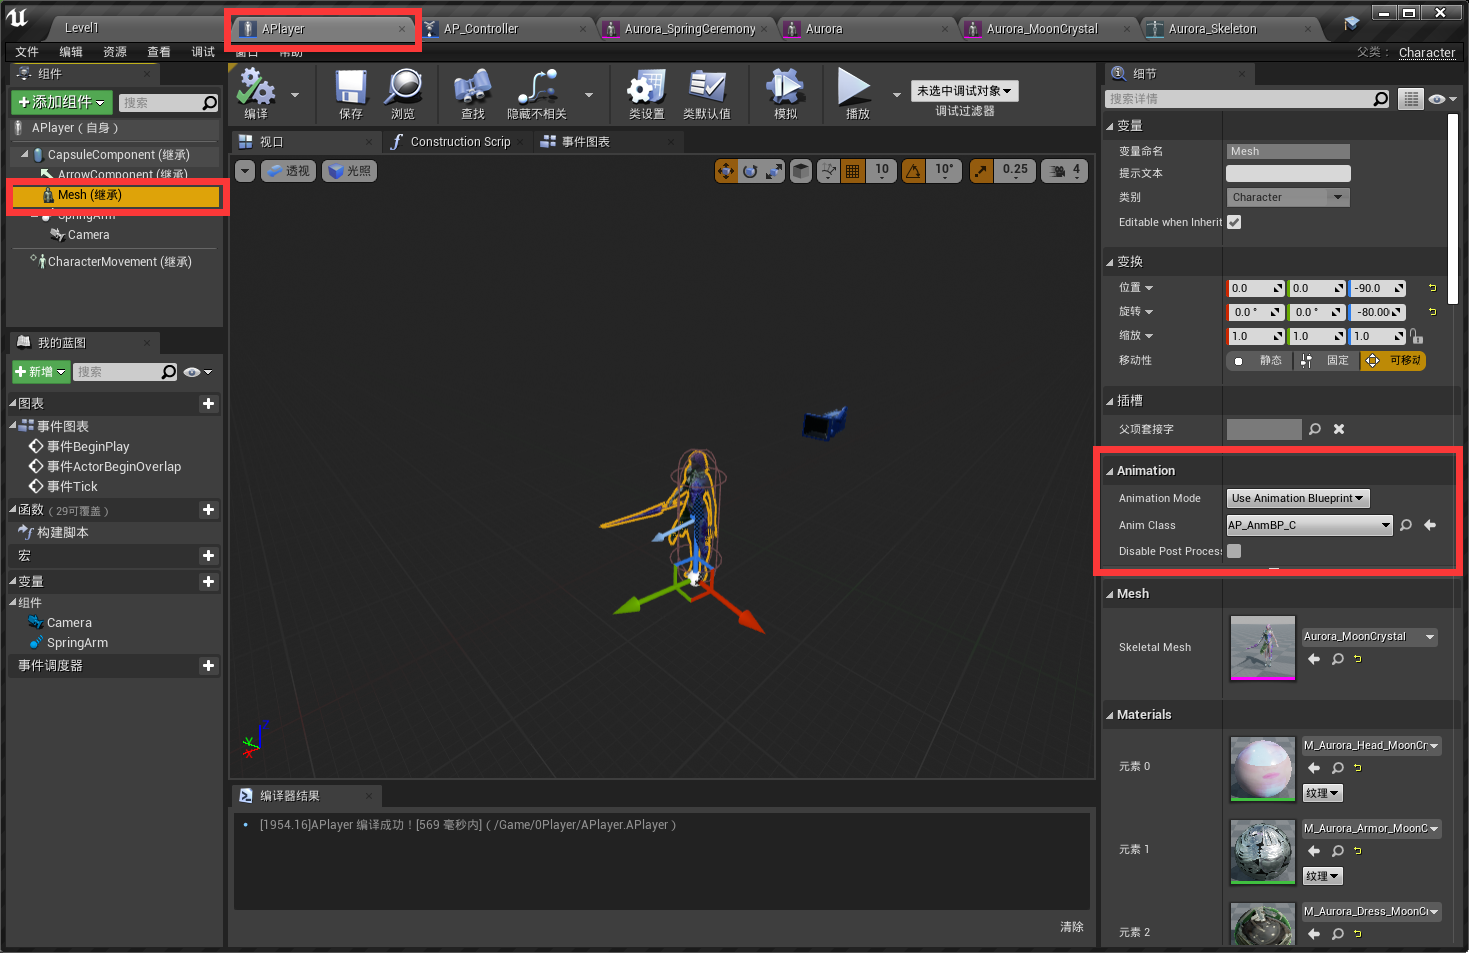 Level1
APlayer
AP_Controller
Aurora_SpringCeremony
Aurora
Aurora_MoonCrystal
Aurora_Skeleton
文件 编辑 资源 查看 调试 窗口 帮助
父类： Character
组件
添加组件
搜索
APlayer（自身）
CapsuleComponent (继承)
ArrowComponent (继承)
Mesh (继承)
SpringArm
Camera
CharacterMovement (继承)
我的蓝图
新增
搜索
图表
事件图表
事件BeginPlay
事件ActorBeginOverlap
事件Tick
函数（29可覆盖）
构建脚本
宏
变量
组件
Camera
SpringArm
事件调度器
编译
保存
浏览
查找
隐藏不相关
类设置
类默认值
模拟
播放
未选中调试对象
调试过滤器
视口
Construction Scrip
事件图表
透视
光照
10
10°
0.25
4
Z
Y
X
编译器结果
[1954.16]APlayer 编译成功！[569 毫秒内]（/Game/0Player/APlayer.APlayer）
清除
细节
搜索详情
变量
变量命名 Mesh
提示文本
类别 Character
Editable when Inherit
变换
位置 0.0 0.0 -90.0
旋转 0.0 ° 0.0 ° -80.00
缩放 1.0 1.0 1.0
移动性 静态 固定 可移动
插槽
父项套接字
Animation
Animation Mode Use Animation Blueprint
Anim Class AP_AnmBP_C
Disable Post Proces
Mesh
Skeletal Mesh Aurora_MoonCrystal
Materials
元素 0 M_Aurora_Head_MoonCr
纹理
元素 1 M_Aurora_Armor_MoonC
纹理
元素 2 M_Aurora_Dress_MoonCr